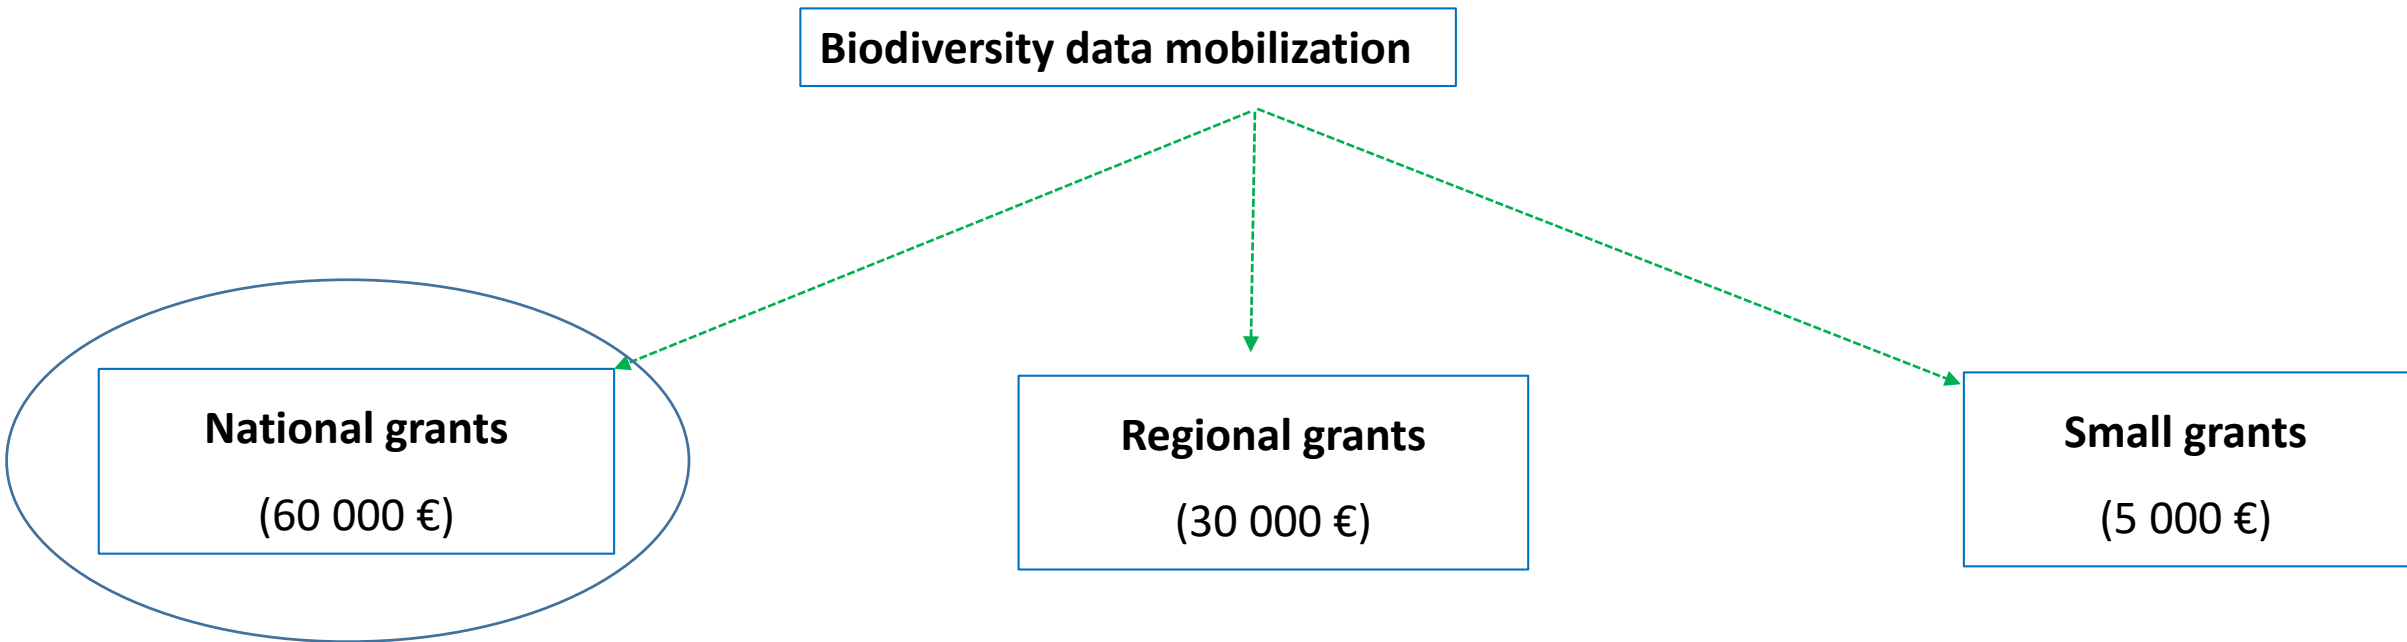 Biodiversity data mobilization
National grants
(60 000 €)
Regional grants
(30 000 €)
Small grants
(5 000 €)